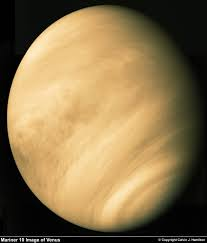 Mariner 10 Image of Venus
© Copyright Calvin J. Hamilton